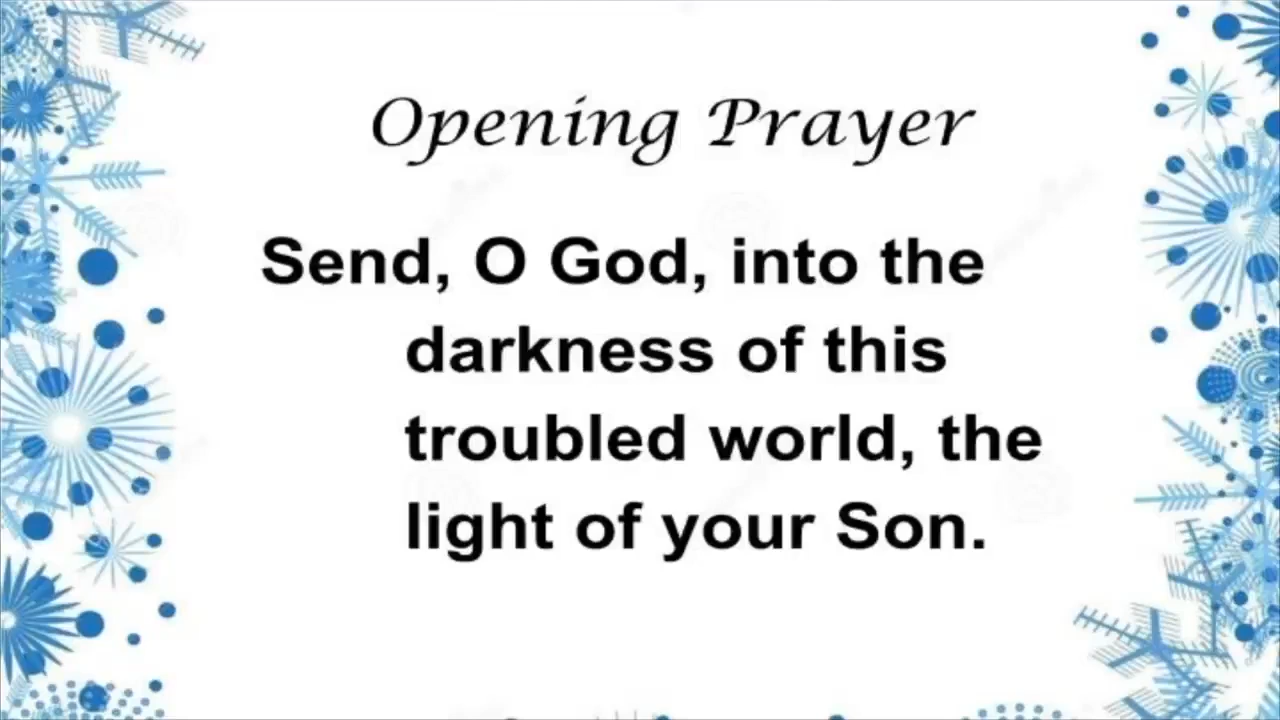 Opening Prayer
Send, O God, into the
darkness of this
troubled world, the
light of your Son.